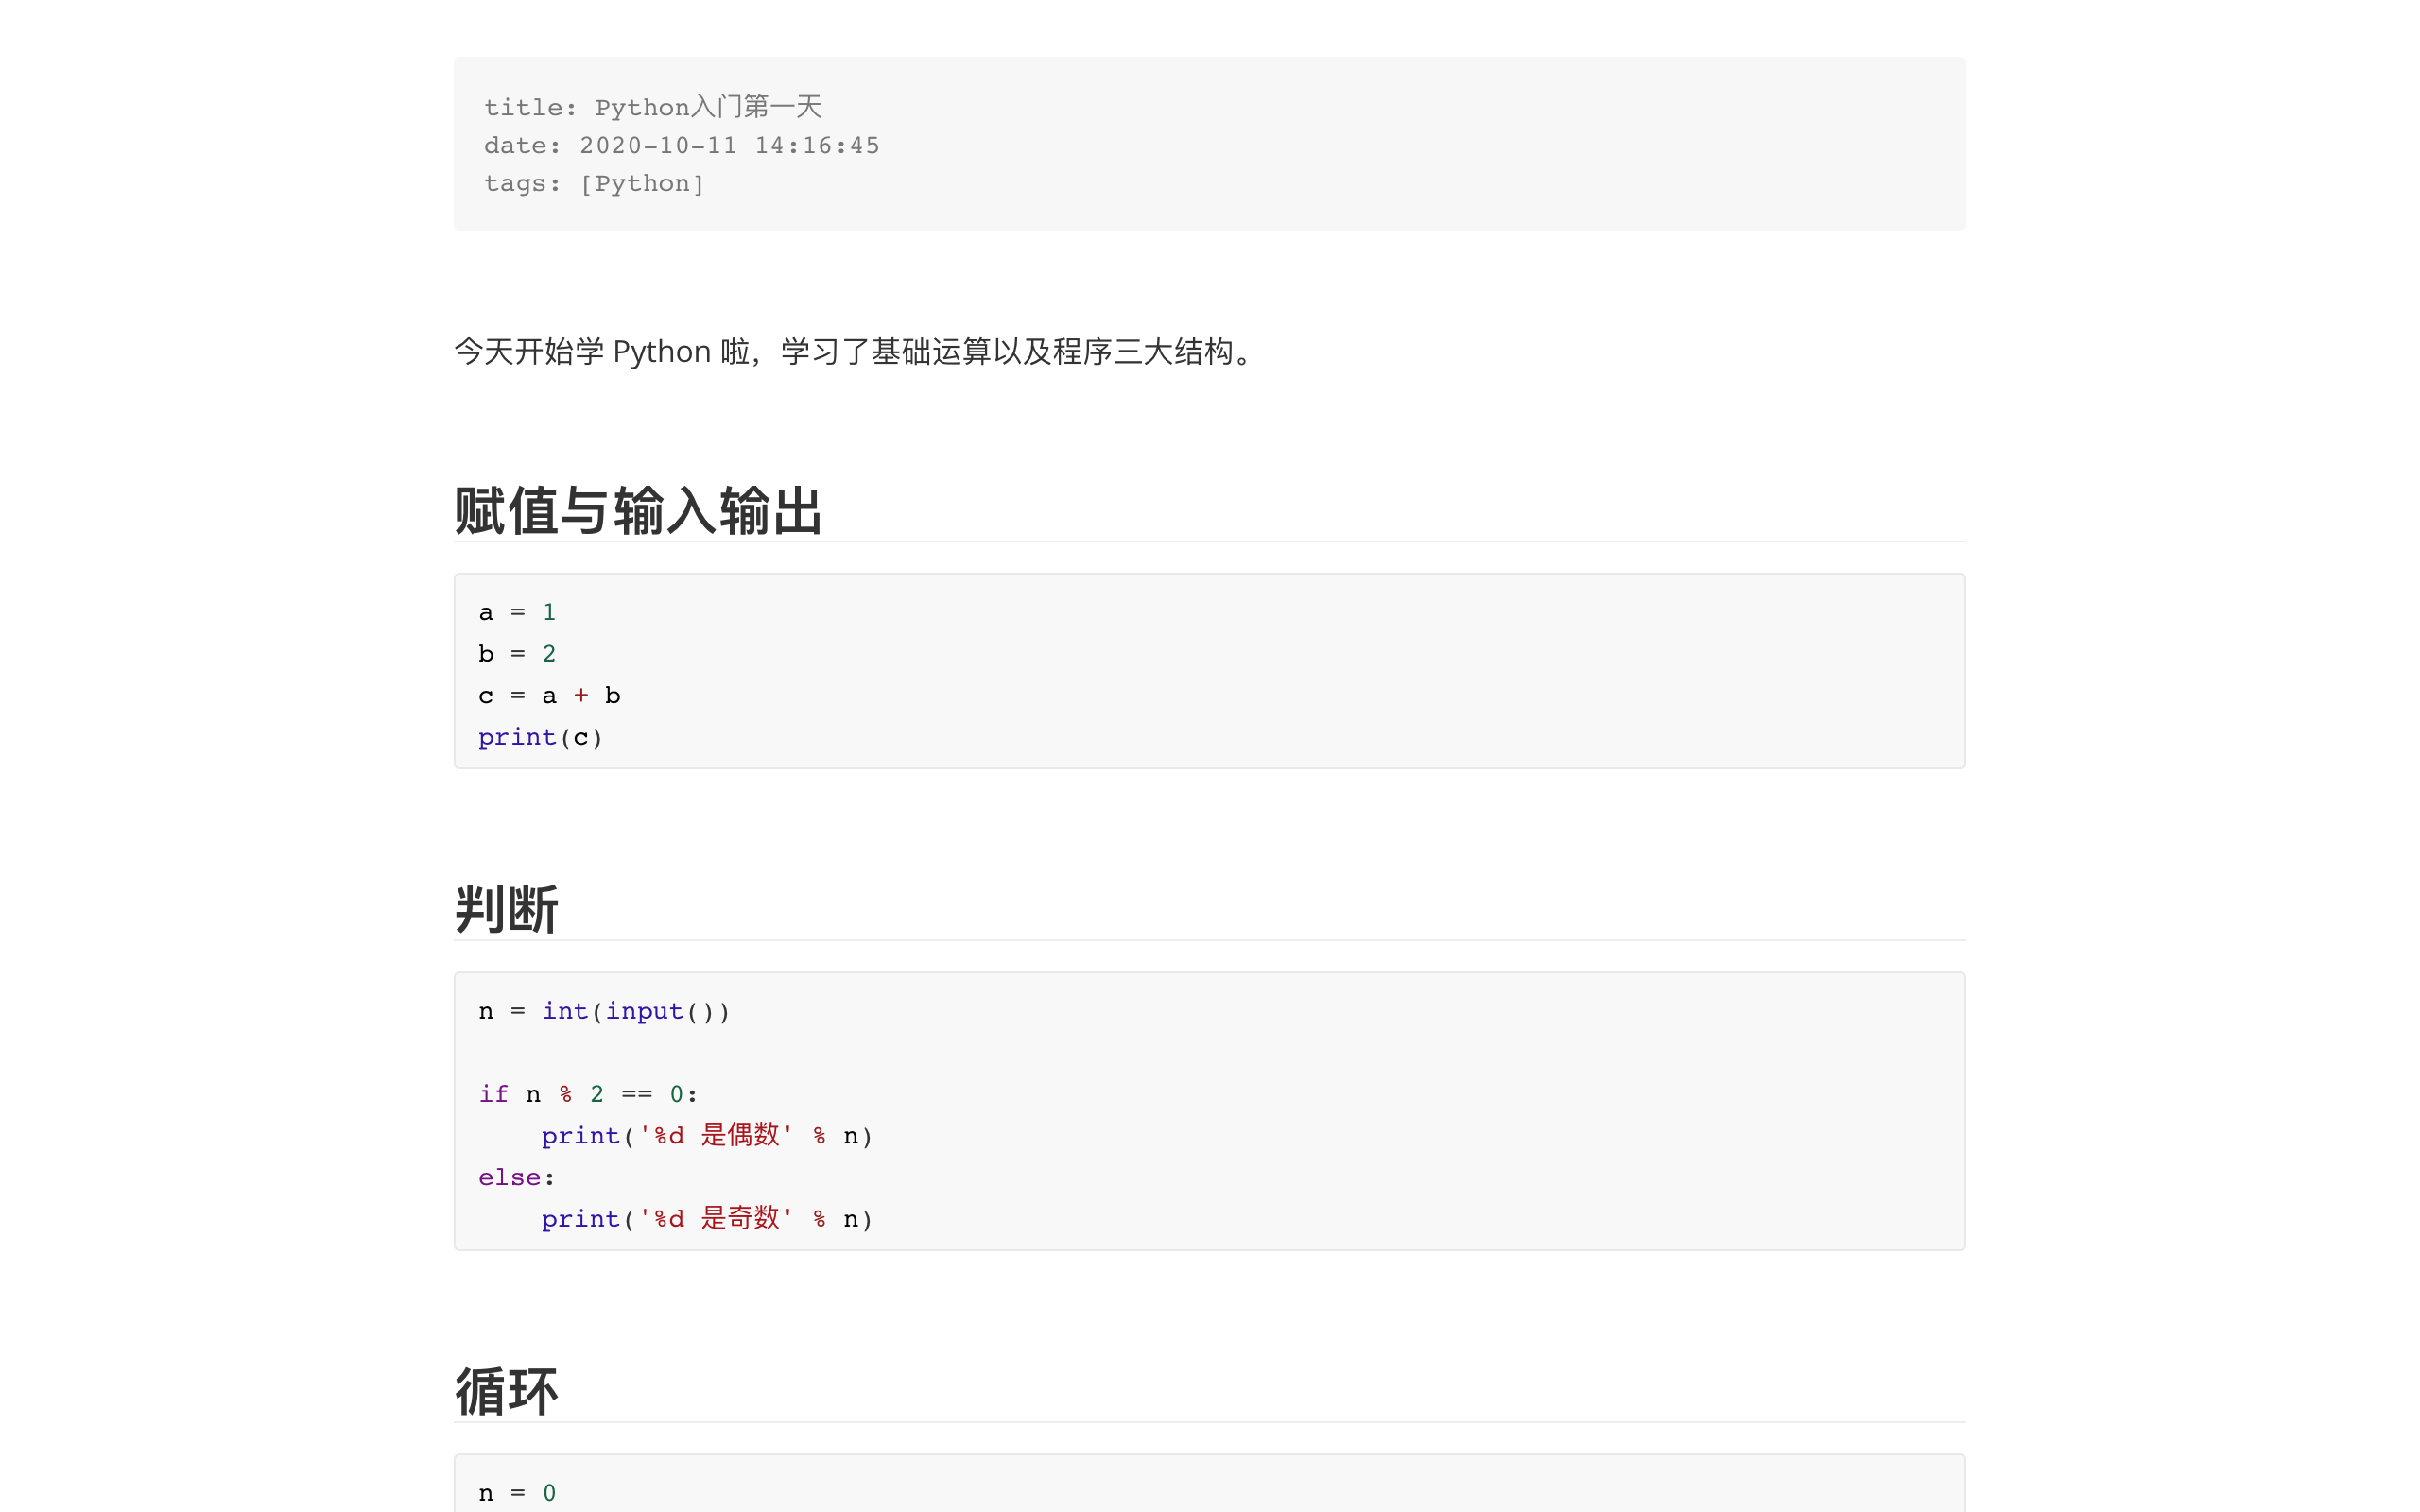 title: Python入门第一天
date: 2020-10-11 14:16:45
tags: [Python]
今天开始学 Python 啦，学习了基础运算以及程序三大结构。
赋值与输入输出
a = 1
b = 2
c = a + b
print(c)
判断
n = int(input())
if n % 2 == 0:
    print('%d 是偶数' % n)
else:
    print('%d 是奇数' % n)
循环
n = 0